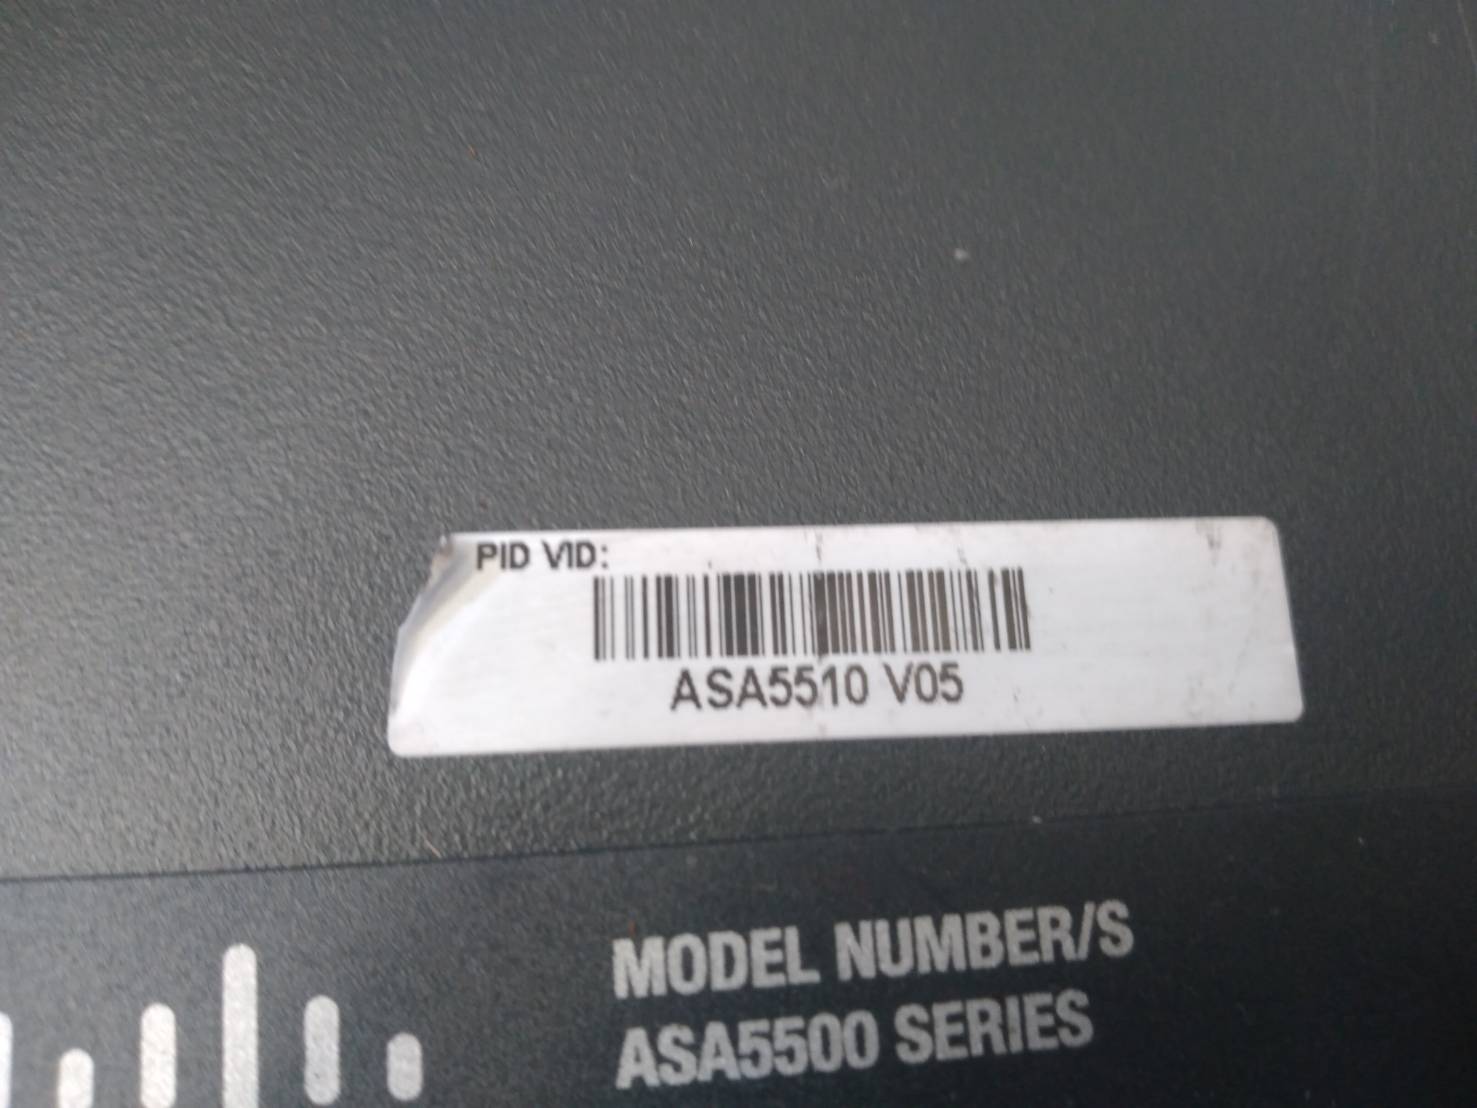 PID VID:
ASA5510 V05
MODEL NUMBER/S
ASA5500 SERIES